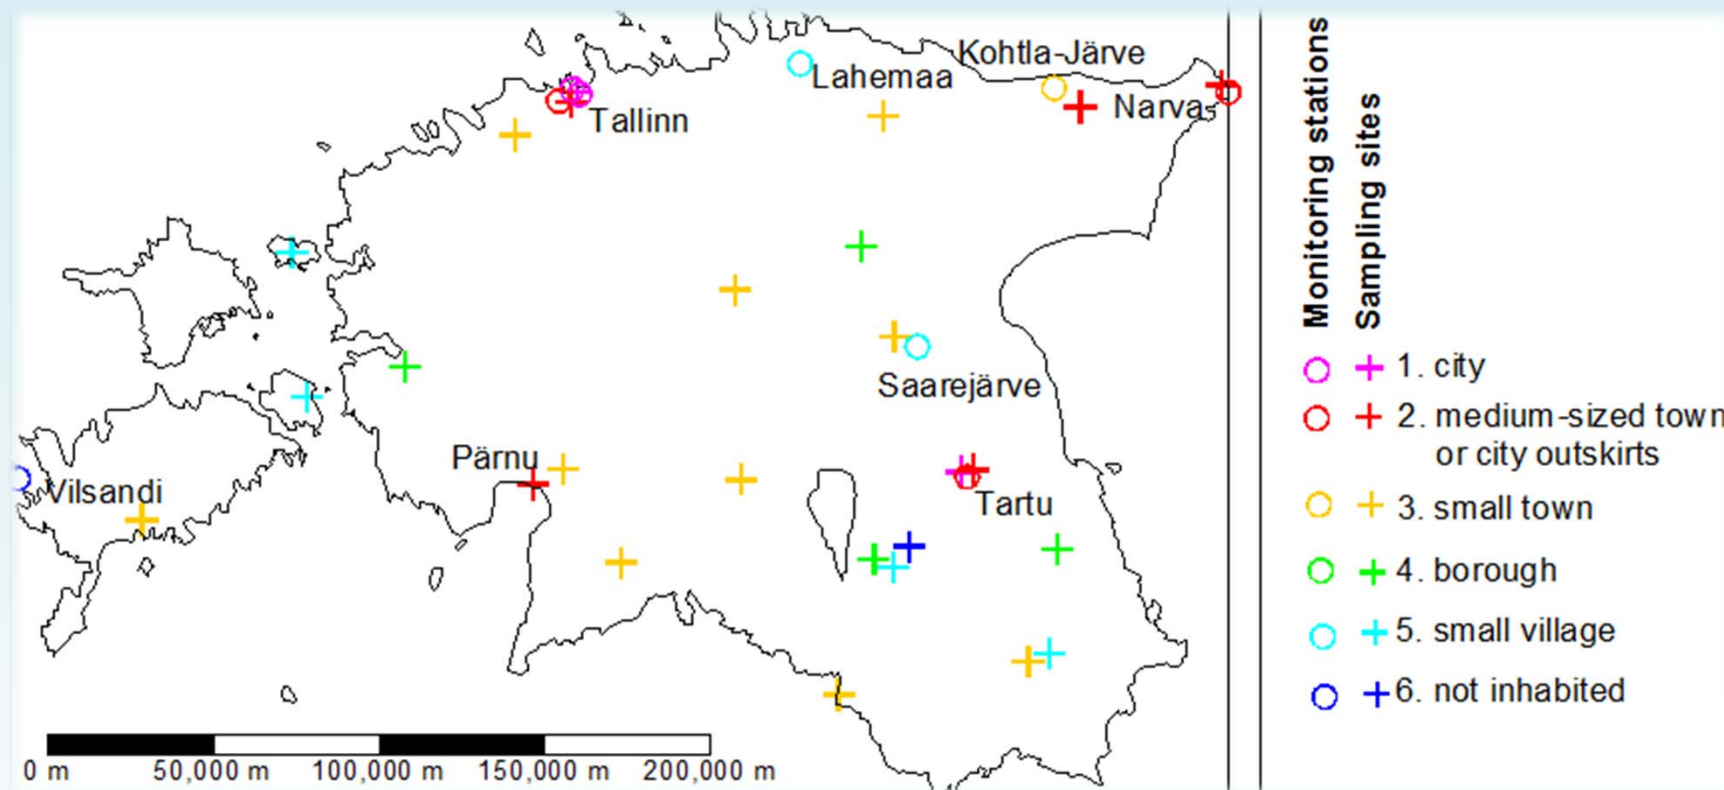 Kohtla-Järve
Lahemaa
Narva
Tallinn
Saarejärve
Pärnu
Vilsandi
Tartu
0 m 50,000 m 100,000 m 150,000 m 200,000 m
Monitoring stations
Sampling sites
1. city
2. medium-sized town
or city outskirts
3. small town
4. borough
5. small village
6. not inhabited